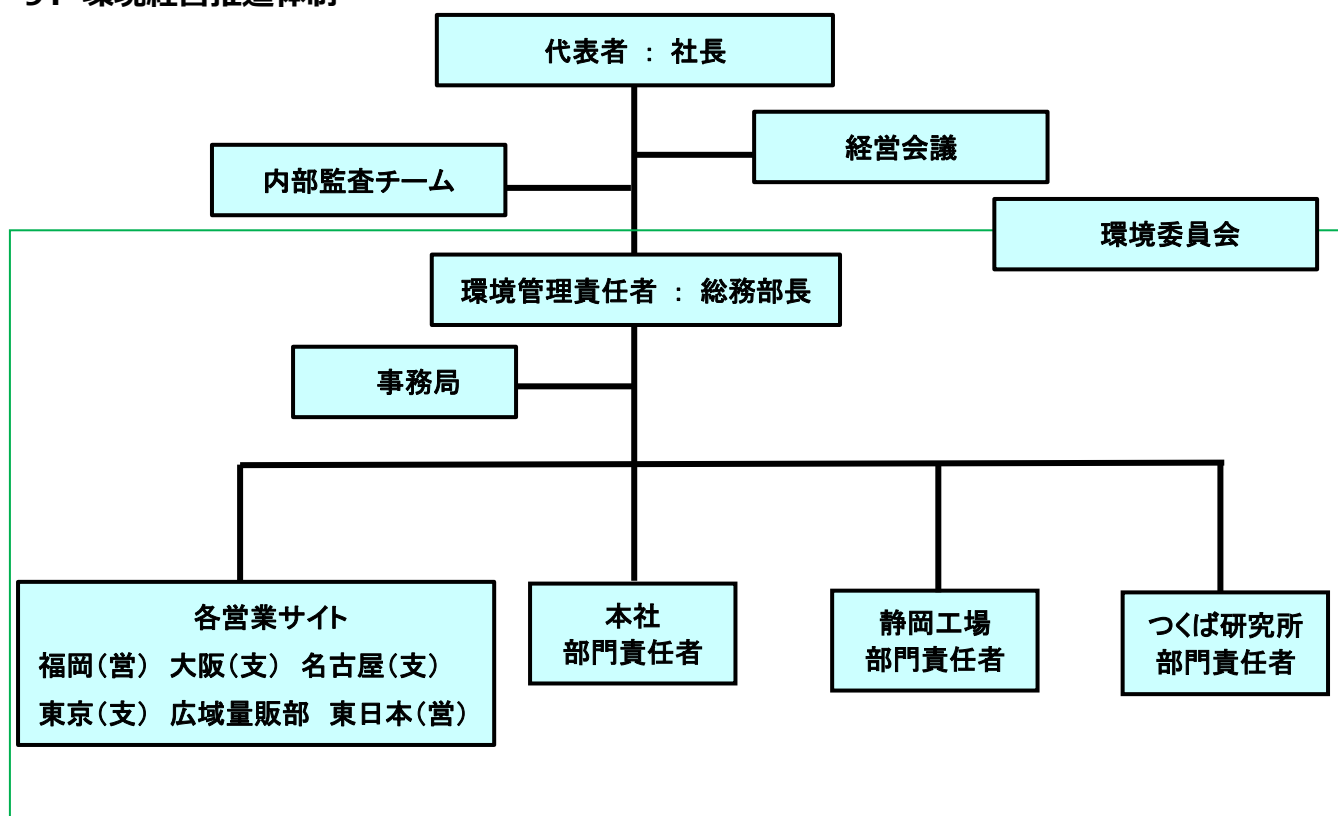 代表者 : 社長
経営会議
内部監査チーム
環境委員会
環境管理責任者 : 総務部長
事務局
各営業サイト
福岡(営) 大阪(支) 名古屋(支)
東京(支) 広域量販部 東日本(営)
本社
部門責任者
静岡工場
部門責任者
つくば研究所
部門責任者